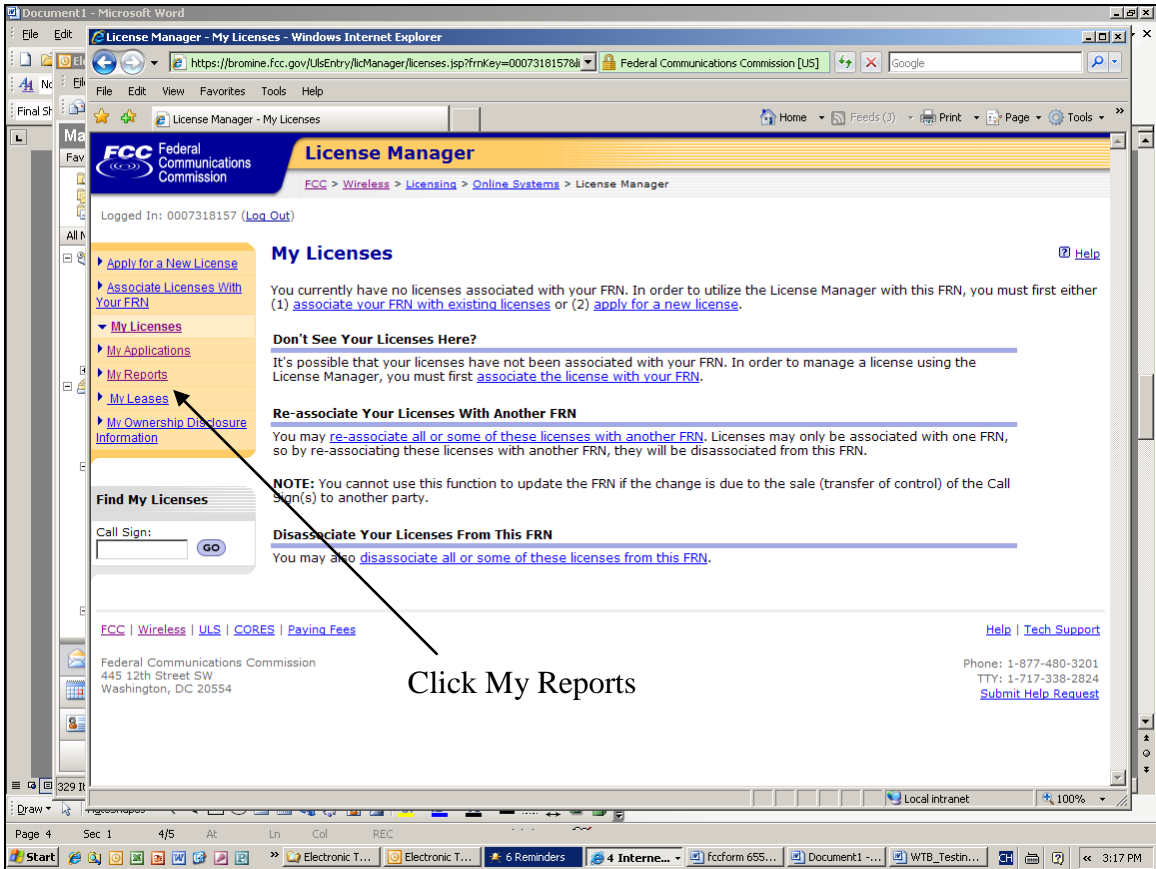 Document1 - Microsoft Word
File Edit
License Manager - My Licenses - Windows Internet Explorer
https://bromine.fcc.gov/UlsEntry/licManager/licenses.jsp?frnKey=0007318157&li
Federal Communications Commission [US]
Google
File Edit View Favorites Tools Help
Final Sh
License Manager - My Licenses
Home Feeds (J) Print Page Tools
Ma
Fav
All N
FCC Federal
Communications
Commission
License Manager
FCC > Wireless > Licensing > Online Systems > License Manager
Logged In: 0007318157 (Log Out)
Apply for a New License
Associate Licenses With
Your FRN
My Licenses
My Applications
My Reports
My Leases
My Ownership Disclosure
Information
Find My Licenses
Call Sign:
GO
My Licenses
Help
You currently have no licenses associated with your FRN. In order to utilize the License Manager with this FRN, you must first either
(1) associate your FRN with existing licenses or (2) apply for a new license.
Don't See Your Licenses Here?
It's possible that your licenses have not been associated with your FRN. In order to manage a license using the
License Manager, you must first associate the license with your FRN.
Re-associate Your Licenses With Another FRN
You may re-associate all or some of these licenses with another FRN. Licenses may only be associated with one FRN,
so by re-associating these licenses with another FRN, they will be disassociated from this FRN.
NOTE: You cannot use this function to update the FRN if the change is due to the sale (transfer of control) of the Call
Sign(s) to another party.
Disassociate Your Licenses From This FRN
You may also disassociate all or some of these licenses from this FRN.
FCC | Wireless | ULS | CORES | Paying Fees
Help | Tech Support
Federal Communications Commission
445 12th Street SW
Washington, DC 20554
Phone: 1-877-480-3201
TTY: 1-717-338-2824
Submit Help Request
Click My Reports
329 It
Local intranet
100%
Draw
Page 4 Sec 1 4/5 At Ln Col REC
Start
Electronic T...
Electronic T...
6 Reminders
4 Interne...
fccform 655...
Document1 -...
WTB_Testin...
CH
3:17 PM